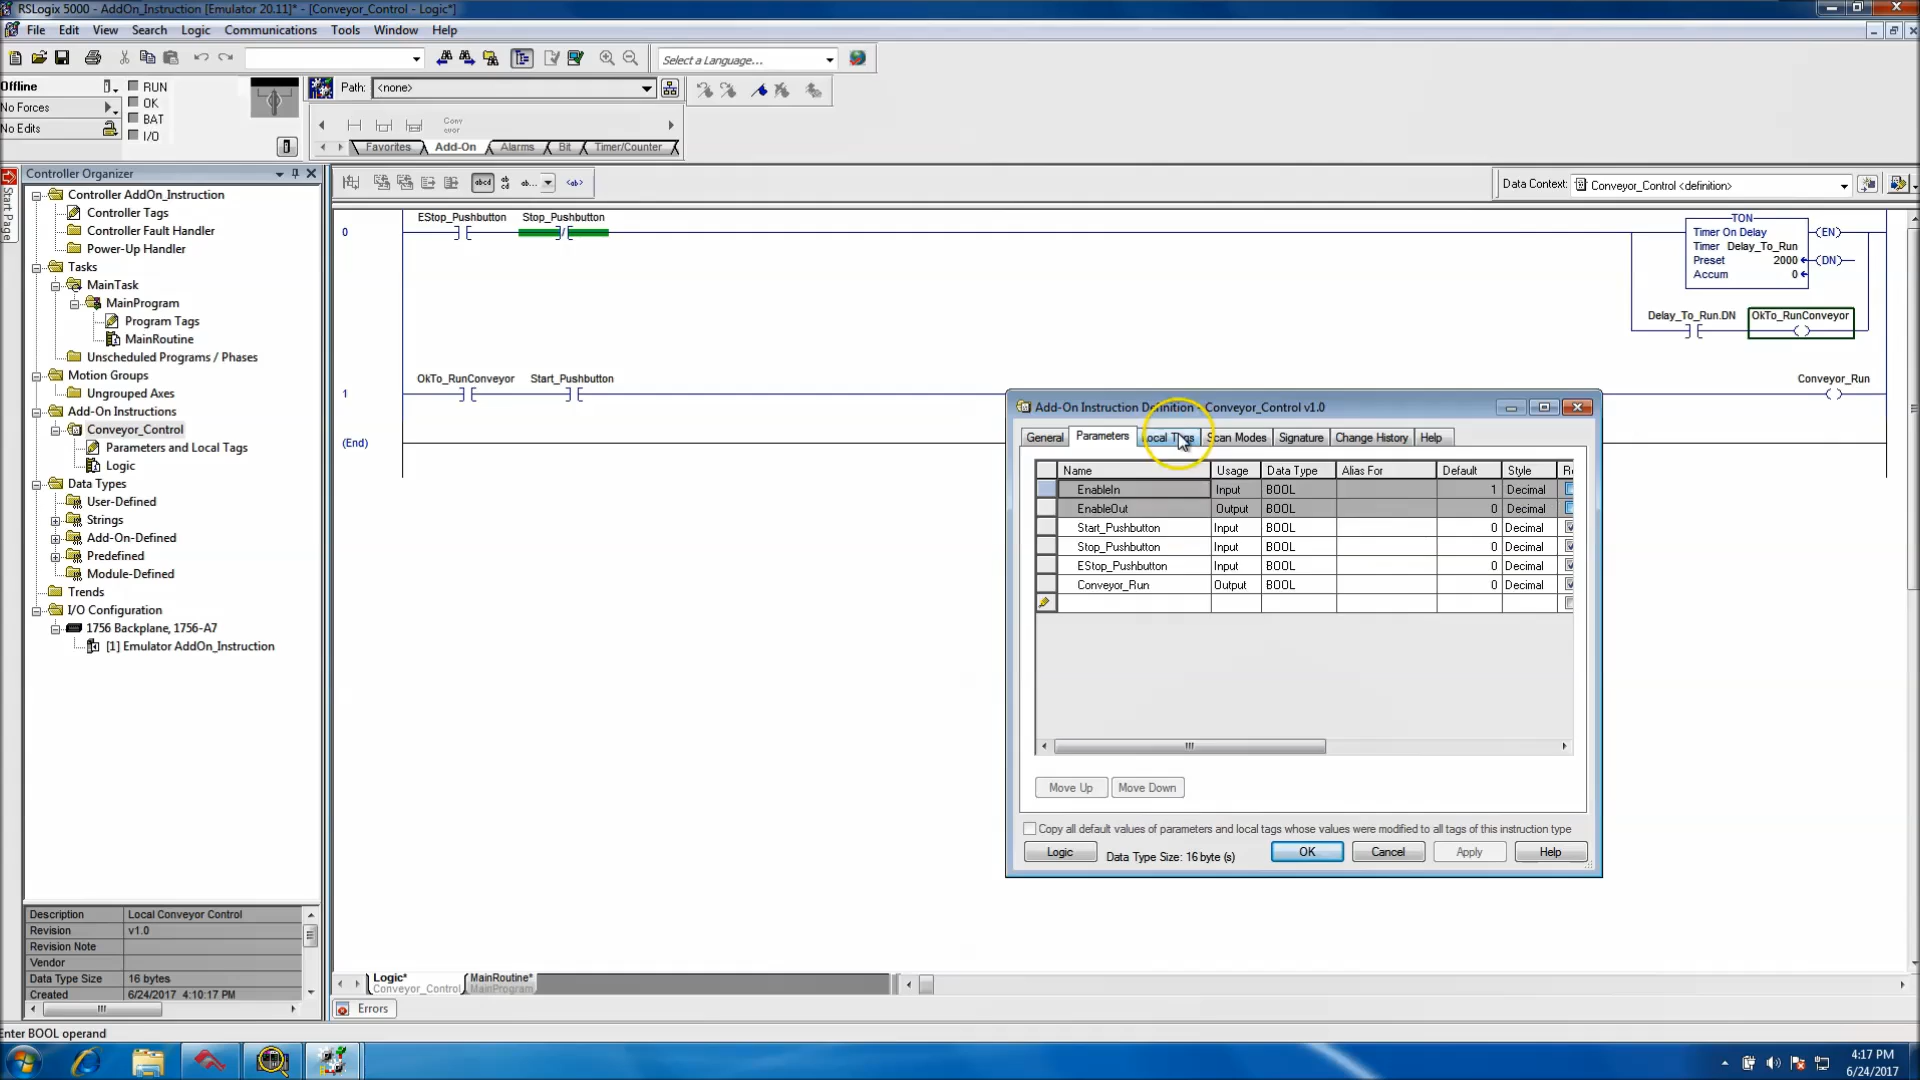 RSLogix 5000 - AddOn_Instruction [Emulator 20.11]* - [Conveyor_Control - Logic*]
File Edit View Search Logic Communications Tools Window Help
Select a Language...
Offline
No Forces
No Edits
RUN
OK
BAT
I/O
Path: <none>
Conv
eyor
Favorites Add-On Alarms Bit Timer/Counter
Start Page
Controller Organizer
Controller AddOn_Instruction
Controller Tags
Controller Fault Handler
Power-Up Handler
Tasks
MainTask
MainProgram
Program Tags
MainRoutine
Unscheduled Programs / Phases
Motion Groups
Ungrouped Axes
Add-On Instructions
Conveyor_Control
Parameters and Local Tags
Logic
Data Types
User-Defined
Strings
Add-On-Defined
Predefined
Module-Defined
Trends
I/O Configuration
1756 Backplane, 1756-A7
[1] Emulator AddOn_Instruction
Description Local Conveyor Control
Revision v1.0
Revision Note
Vendor
Data Type Size 16 bytes
Created 6/24/2017 4:10:17 PM
abcd ab cd ab... <ab>
Data Context: Conveyor_Control <definition>
0
EStop_Pushbutton Stop_Pushbutton
TON
Timer On Delay
Timer Delay_To_Run
Preset 2000
Accum 0
EN
DN
Delay_To_Run.DN OkTo_RunConveyor
1
OkTo_RunConveyor Start_Pushbutton
Conveyor_Run
(End)
Add-On Instruction Definition - Conveyor_Control v1.0
General Parameters Local Tags Scan Modes Signature Change History Help
Name Usage Data Type Alias For Default Style Re
EnableIn Input BOOL 1 Decimal
EnableOut Output BOOL 0 Decimal
Start_Pushbutton Input BOOL 0 Decimal
Stop_Pushbutton Input BOOL 0 Decimal
EStop_Pushbutton Input BOOL 0 Decimal
Conveyor_Run Output BOOL 0 Decimal
Move Up Move Down
Copy all default values of parameters and local tags whose values were modified to all tags of this instruction type
Logic Data Type Size: 16 byte (s) OK Cancel Apply Help
Logic*
Conveyor_Control
MainRoutine*
MainProgram
Errors
Enter BOOL operand
4:17 PM
6/24/2017